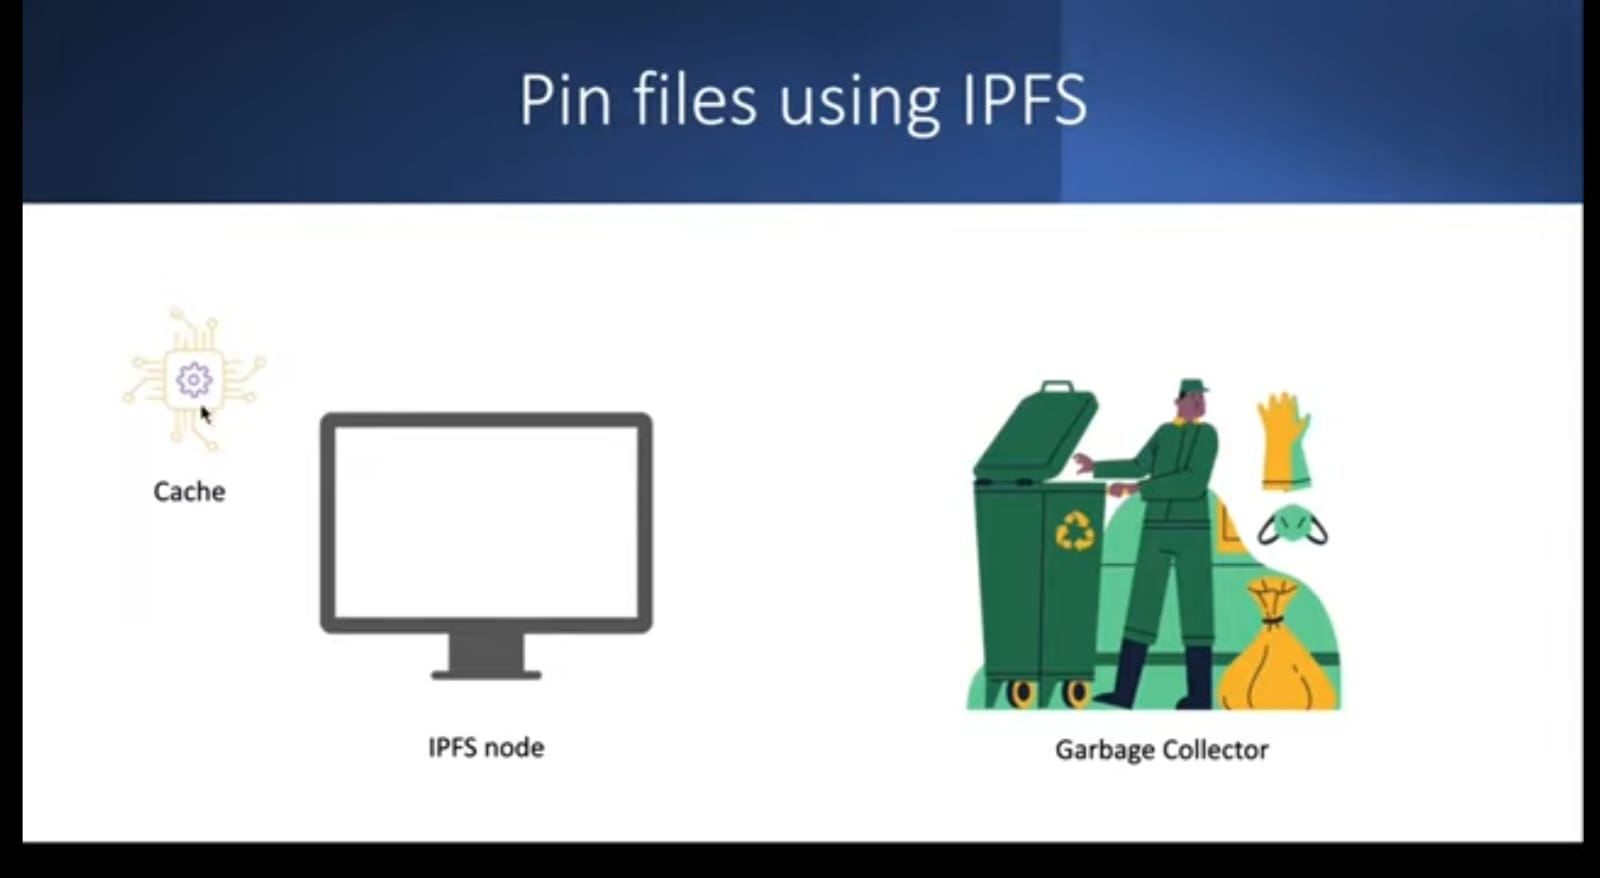 Pin files using IPFS
Cache
IPFS node
Garbage Collector